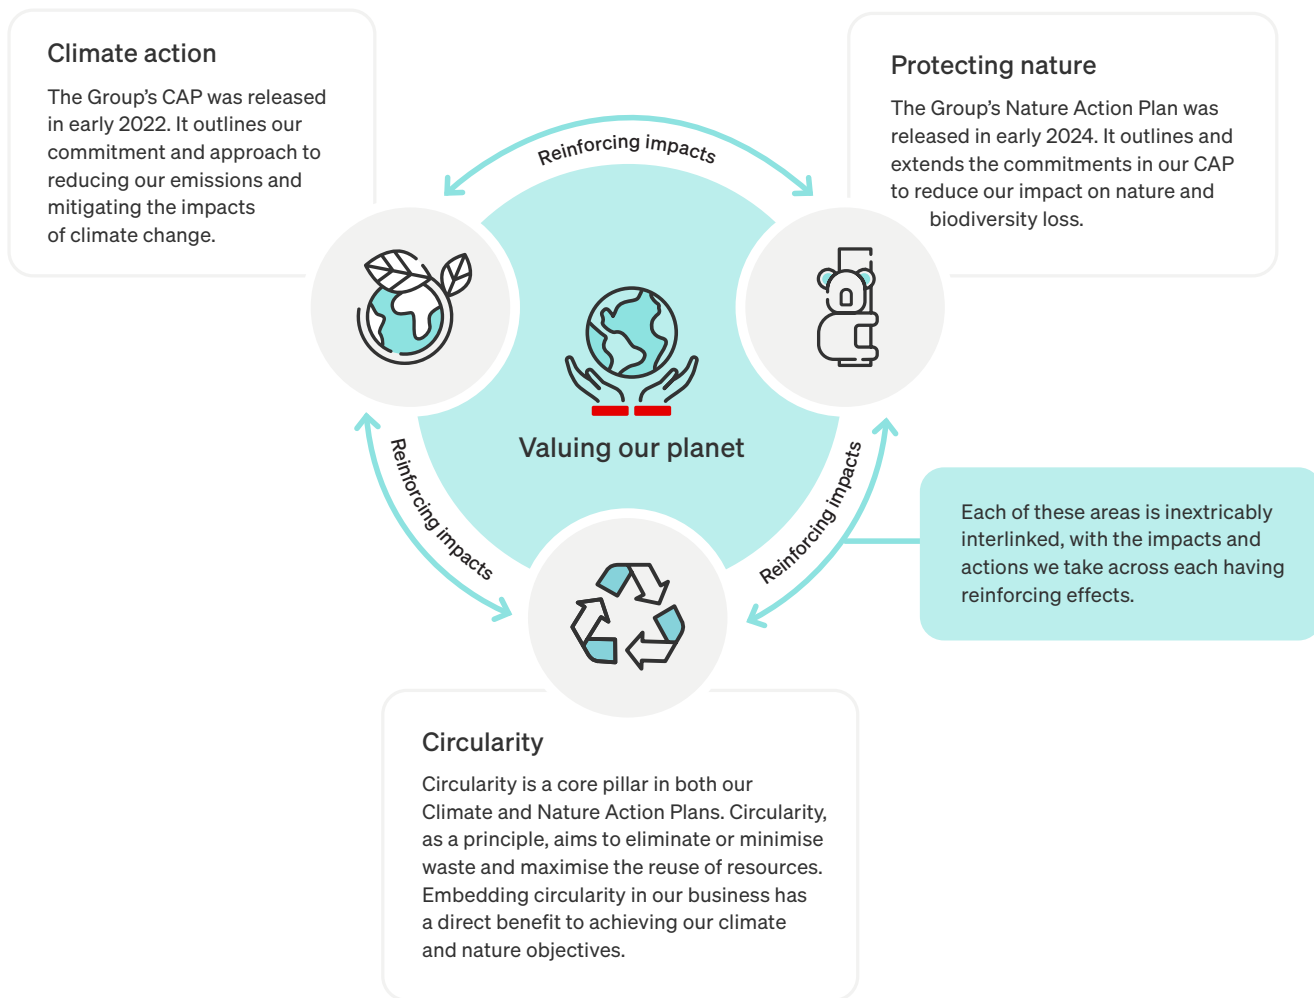 Climate action
The Group's CAP was released
in early 2022. It outlines our
commitment and approach to
reducing our emissions and
mitigating the impacts
of climate change.
Protecting nature
The Group's Nature Action Plan was
released in early 2024. It outlines and
extends the commitments in our CAP
to reduce our impact on nature and
biodiversity loss.
Reinforcing impacts
Valuing our planet
Reinforcing impacts
Reinforcing impacts
Each of these areas is inextricably
interlinked, with the impacts and
actions we take across each having
reinforcing effects.
Circularity
Circularity is a core pillar in both our
Climate and Nature Action Plans. Circularity,
as a principle, aims to eliminate or minimise
waste and maximise the reuse of resources.
Embedding circularity in our business has
a direct benefit to achieving our climate
and nature objectives.